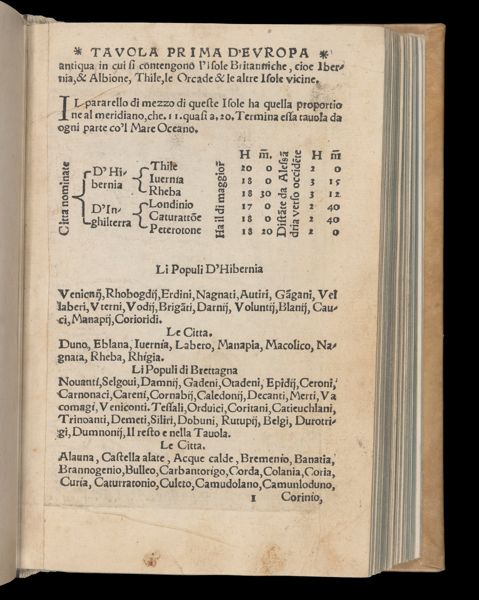 * TAVOLA PRIMA D'EVROPA *
antiqua in cui si contengono l'isole Britanniche, cioe Iber-
nia, & Albione, Thile, le Orcade & le altre Isole vicine.
IL pararello di mezo di queste Isole ha quella proportio
ne al meridiano, che. 11. quasi a. 20. Termina essa tauola da
ogni parte co'l Mare Oceano.
Citta nominate
D'Hi-
bernia
D'In-
ghilterra
Thile
Iuernia
Rheba
Londinio
Caturattõe
Peterotone
Ha il di maggior
H m̃.
20 0
18 0
18 30
17 0
18 0
18 20
Distãte da Alessã
dria verso occidẽte
H m̃
2 0
3 15
3 12
2 40
2 40
2 0
Li Populi D'Hibernia
Venicnij, Rhobogdij, Erdini, Nagnati, Autiri, Gãgani, Vel
laberi, Vterni, Vodij, Brigãti, Darnij, Voluntij, Blanij, Cau-
ci, Manapij, Corioridi.
Le Citta.
Duno, Eblana, Iuernia, Labero, Manapia, Macolico, Na-
gnata, Rheba, Rhigia.
Li Populi di Brettagna
Nouanti, Selgoui, Damnij, Gadeni, Otadeni, Epidij, Ceroni,
Carnonaci, Careni, Cornabij, Caledonij, Decanti, Merti, Va
comagi, Veniconti. Tessali, Orduici, Coritani, Catieuchlani,
Trinoanti, Demeti, Siliri, Dobuni, Rutupij, Belgi, Durotri-
gi, Dumnonij, Il resto e nella Tauola.
Le Citta.
Alauna, Castella alate, Acque calde, Bremenio, Banatia,
Brannogenio, Bulleo, Carbantorigo, Corda, Colania, Coria,
Curia, Caturratonio, Culeto, Camudolano, Camunloduno,
1 Corinio,